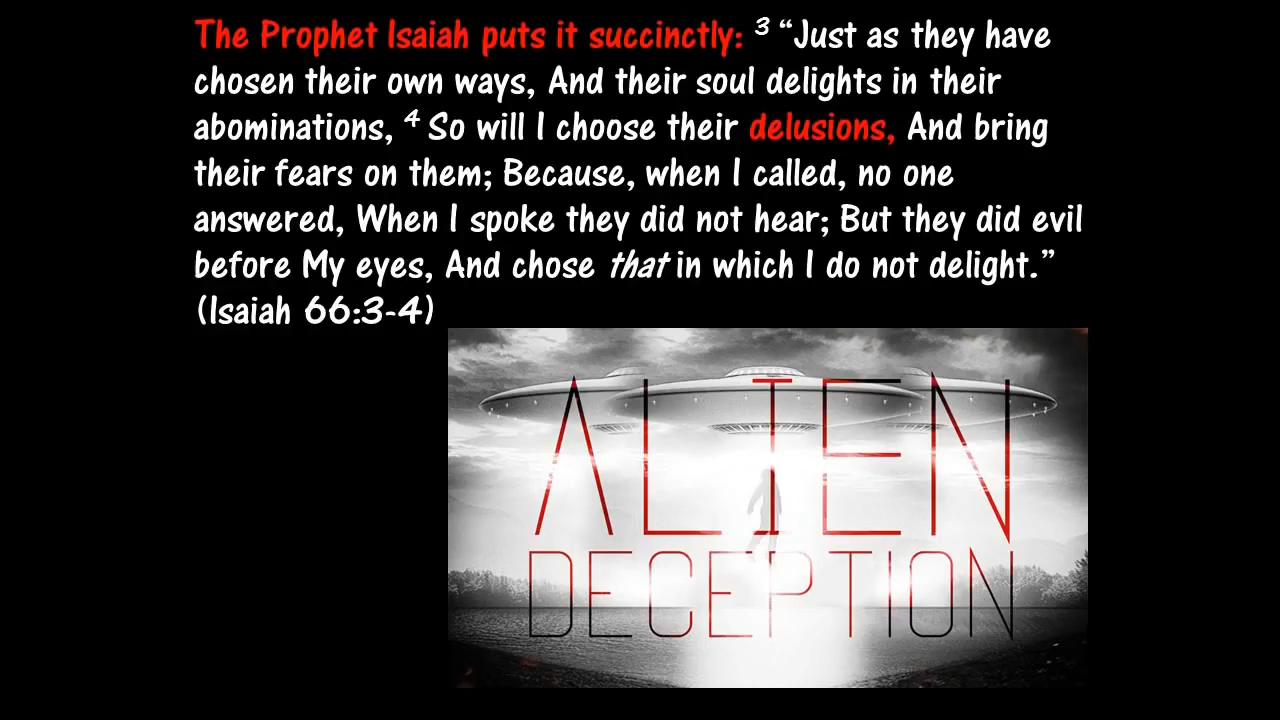 The Prophet Isaiah puts it succinctly: 3 “Just as they have
chosen their own ways, And their soul delights in their
abominations, 4 So will I choose their delusions, And bring
their fears on them; Because, when I called, no one
answered, When I spoke they did not hear; But they did evil
before My eyes, And chose that in which I do not delight.”
(Isaiah 66:3-4)
ALIEN
DECEPTION